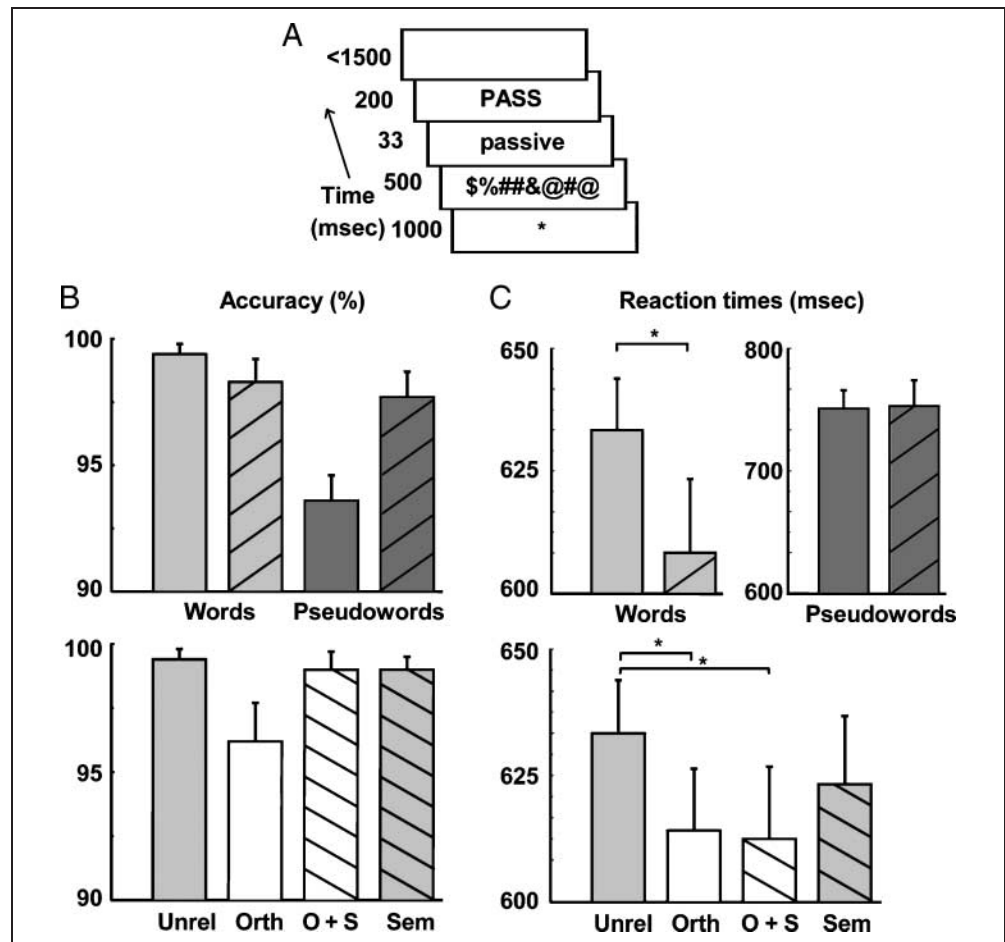 A
<1500
200 PASS
33 passive
500 $%##&@#@
Time
(msec) 1000 *
B Accuracy (%)
100
95
90
Words Pseudowords
100
95
90
Unrel Orth O + S Sem
C Reaction times (msec)
650
*
625
600
Words
800
700
600
Pseudowords
650
*
*
625
600
Unrel Orth O + S Sem